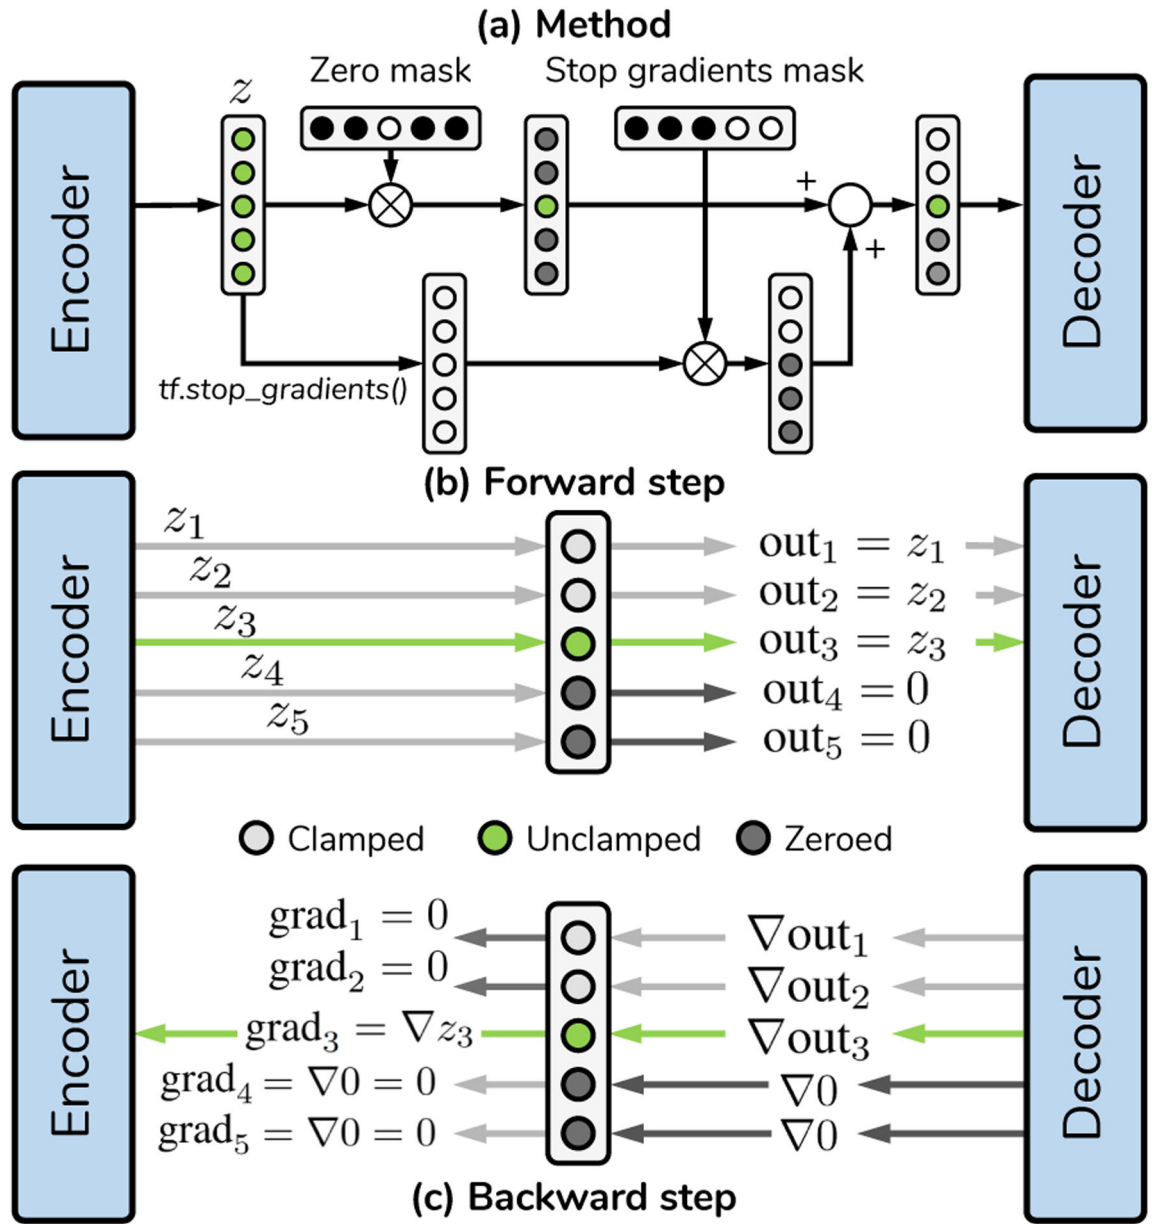 (a) Method
Zero mask
Stop gradients mask
z
Encoder
Decoder
+
+
tf.stop_gradients()
(b) Forward step
Encoder
Decoder
z₁
out₁ = z₁
z₂
out₂ = z₂
z₃
out₃ = z₃
z₄
out₄ = 0
z₅
out₅ = 0
Clamped
Unclamped
Zeroed
Encoder
Decoder
grad₁ = 0
∇out₁
grad₂ = 0
∇out₂
grad₃ = ∇z₃
∇out₃
grad₄ = ∇0 = 0
∇0
grad₅ = ∇0 = 0
∇0
(c) Backward step